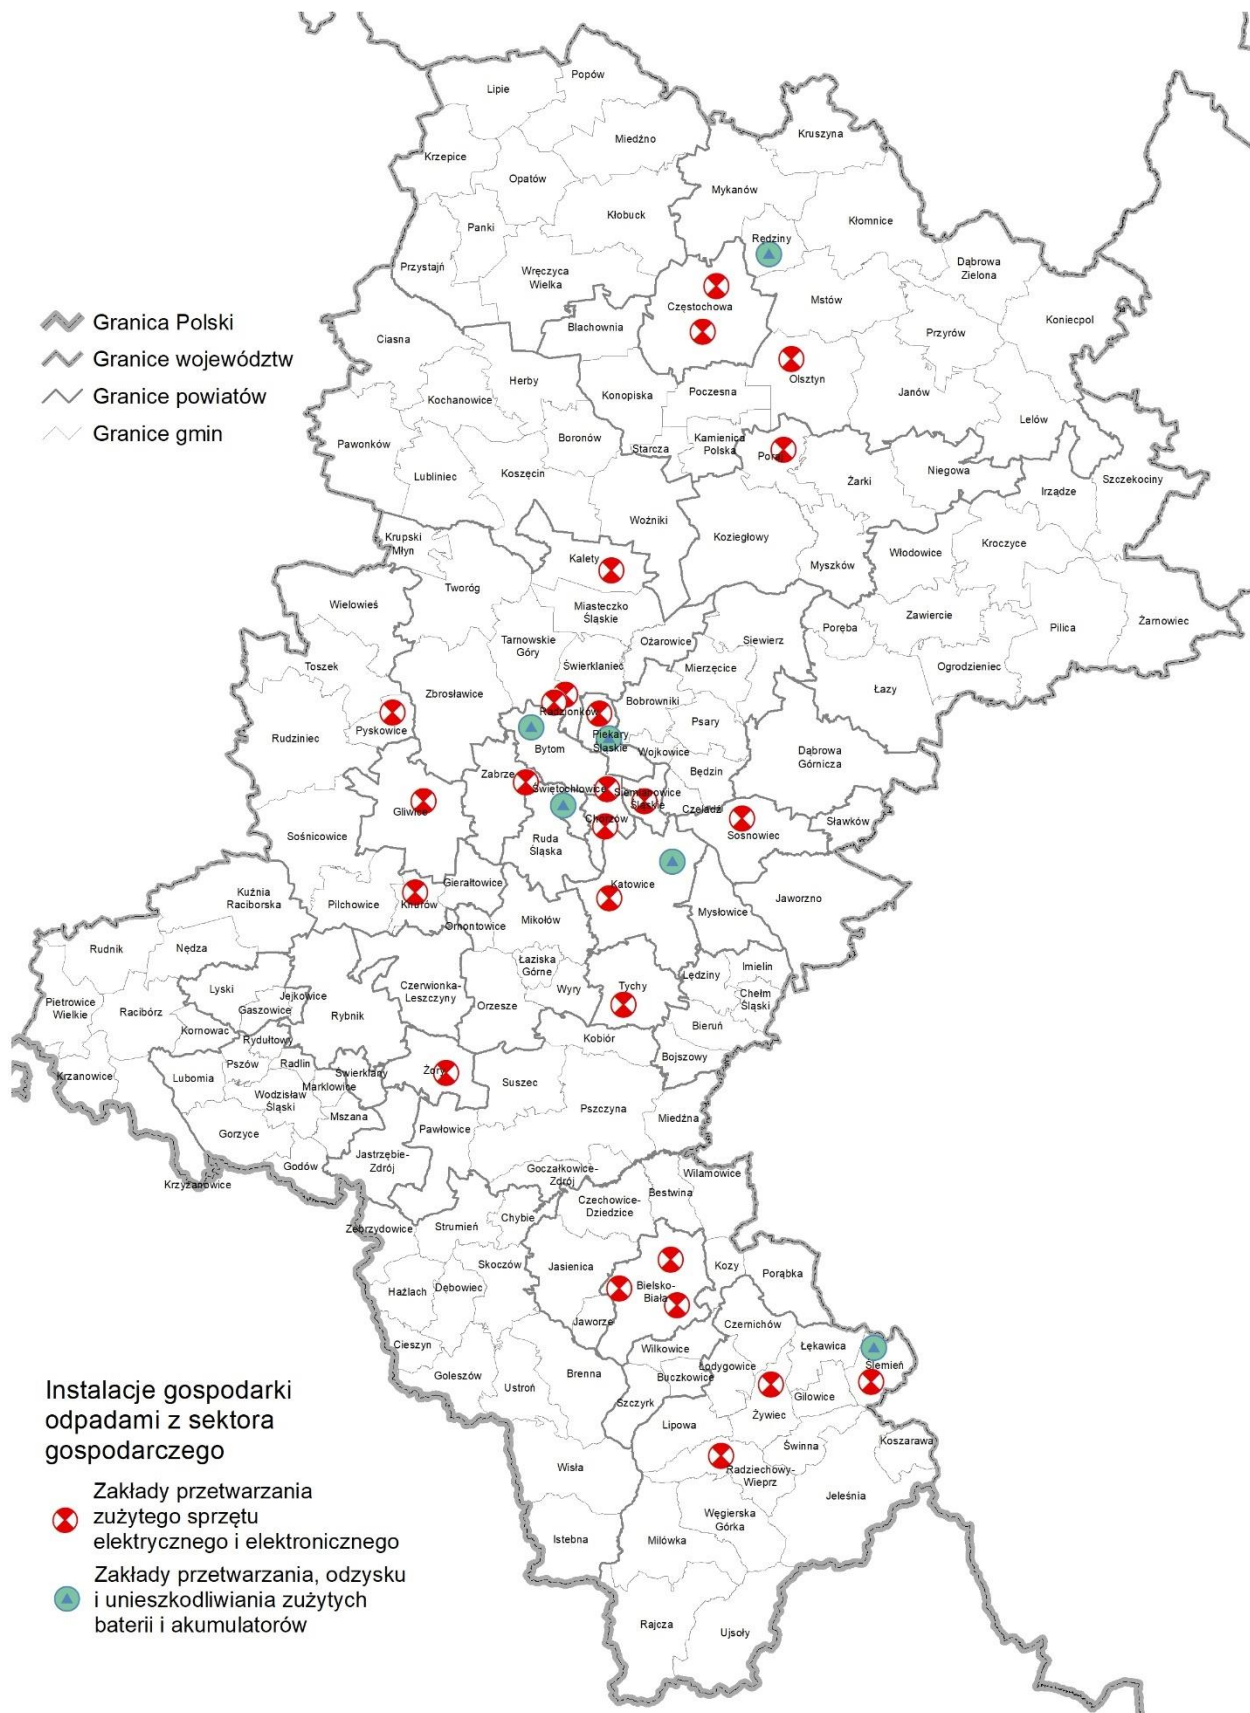 Lipie
Popów
Miedźno
Kruszyna
Krzepice
Opatów
Mykanów
Kłobuck
Kłomnice
Panki
Rędziny
Przystajń
Wręczyca
Wielka
Dąbrowa
Zielona
Mstów
Częstochowa
Granica Polski
Blachownia
Koniecpol
Przyrów
Ciasna
Granice województw
Herby
Olsztyn
Kochanowice
Konopiska
Poczesna
Janów
Granice powiatów
Lelów
Granice gmin
Pawonków
Boronów
Kamienica
Polska
Starcza
Poraj
Lubliniec
Koszęcin
Żarki
Niegowa
Szczekociny
Irządze
Woźniki
Krupski
Młyn
Koziegłowy
Kroczyce
Włodowice
Kalety
Myszków
Tworóg
Wielowieś
Miasteczko
Śląskie
Zawiercie
Poręba
Pilica
Żarnowiec
Tarnowskie
Góry
Ożarowice
Siewierz
Toszek
Świerklaniec
Mierzęcice
Ogrodzieniec
Zbrosławice
Bobrowniki
Łazy
Radzionków
Psary
Pyskowice
Rudziniec
Piekary
Śląskie
Bytom
Wojkowice
Dąbrowa
Górnicza
Zabrze
Będzin
Świętochłowice
Siemianowice
Śląskie
Gliwice
Czeladź
Sławków
Chorzów
Sośnicowice
Sosnowiec
Ruda
Śląska
Gierałtowice
Katowice
Kuźnia
Raciborska
Pilchowice
Knurów
Jaworzno
Mysłowice
Ornontowice
Mikołów
Rudnik
Nędza
Łaziska
Górne
Imielin
Lędziny
Tychy
Lyski
Jejkowice
Czerwionka-
Leszczyny
Wyry
Chełm
Śląski
Pietrowice
Wielkie
Racibórz
Gaszowice
Rybnik
Orzesze
Kornowac
Bieruń
Rydułtowy
Kobiór
Bojszowy
Pszów
Radlin
Świerklany
Żory
Krzanowice
Lubomia
Marklowice
Suszec
Wodzisław
Śląski
Pszczyna
Mszana
Miedźna
Gorzyce
Pawłowice
Jastrzębie-
Zdrój
Godów
Goczałkowice-
Zdrój
Wilamowice
Krzyżanowice
Bestwina
Czechowice-
Dziedzice
Chybie
Zebrzydowice
Strumień
Skoczów
Jasienica
Kozy
Porąbka
Hażlach
Dębowiec
Bielsko-
Biała
Jaworze
Czernichów
Cieszyn
Wilkowice
Łękawica
Ślemień
Goleszów
Brenna
Łodygowice
Buczkowice
Ustroń
Gilowice
Szczyrk
Żywiec
Lipowa
Świnna
Koszarawa
Wisła
Radziechowy-
Wieprz
Jeleśnia
Węgierska
Górka
Istebna
Milówka
Rajcza
Ujsoły
Instalacje gospodarki
odpadami z sektora
gospodarczego
Zakłady przetwarzania
zużytego sprzętu
elektrycznego i elektronicznego
Zakłady przetwarzania, odzysku
i unieszkodliwiania zużytych
baterii i akumulatorów